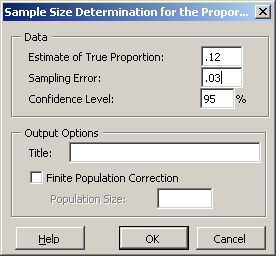 Sample Size Determination for the Propor...
Data
Estimate of True Proportion: .12
Sampling Error: .03
Confidence Level: 95 %
Output Options
Title:
Finite Population Correction
Population Size:
Help OK Cancel